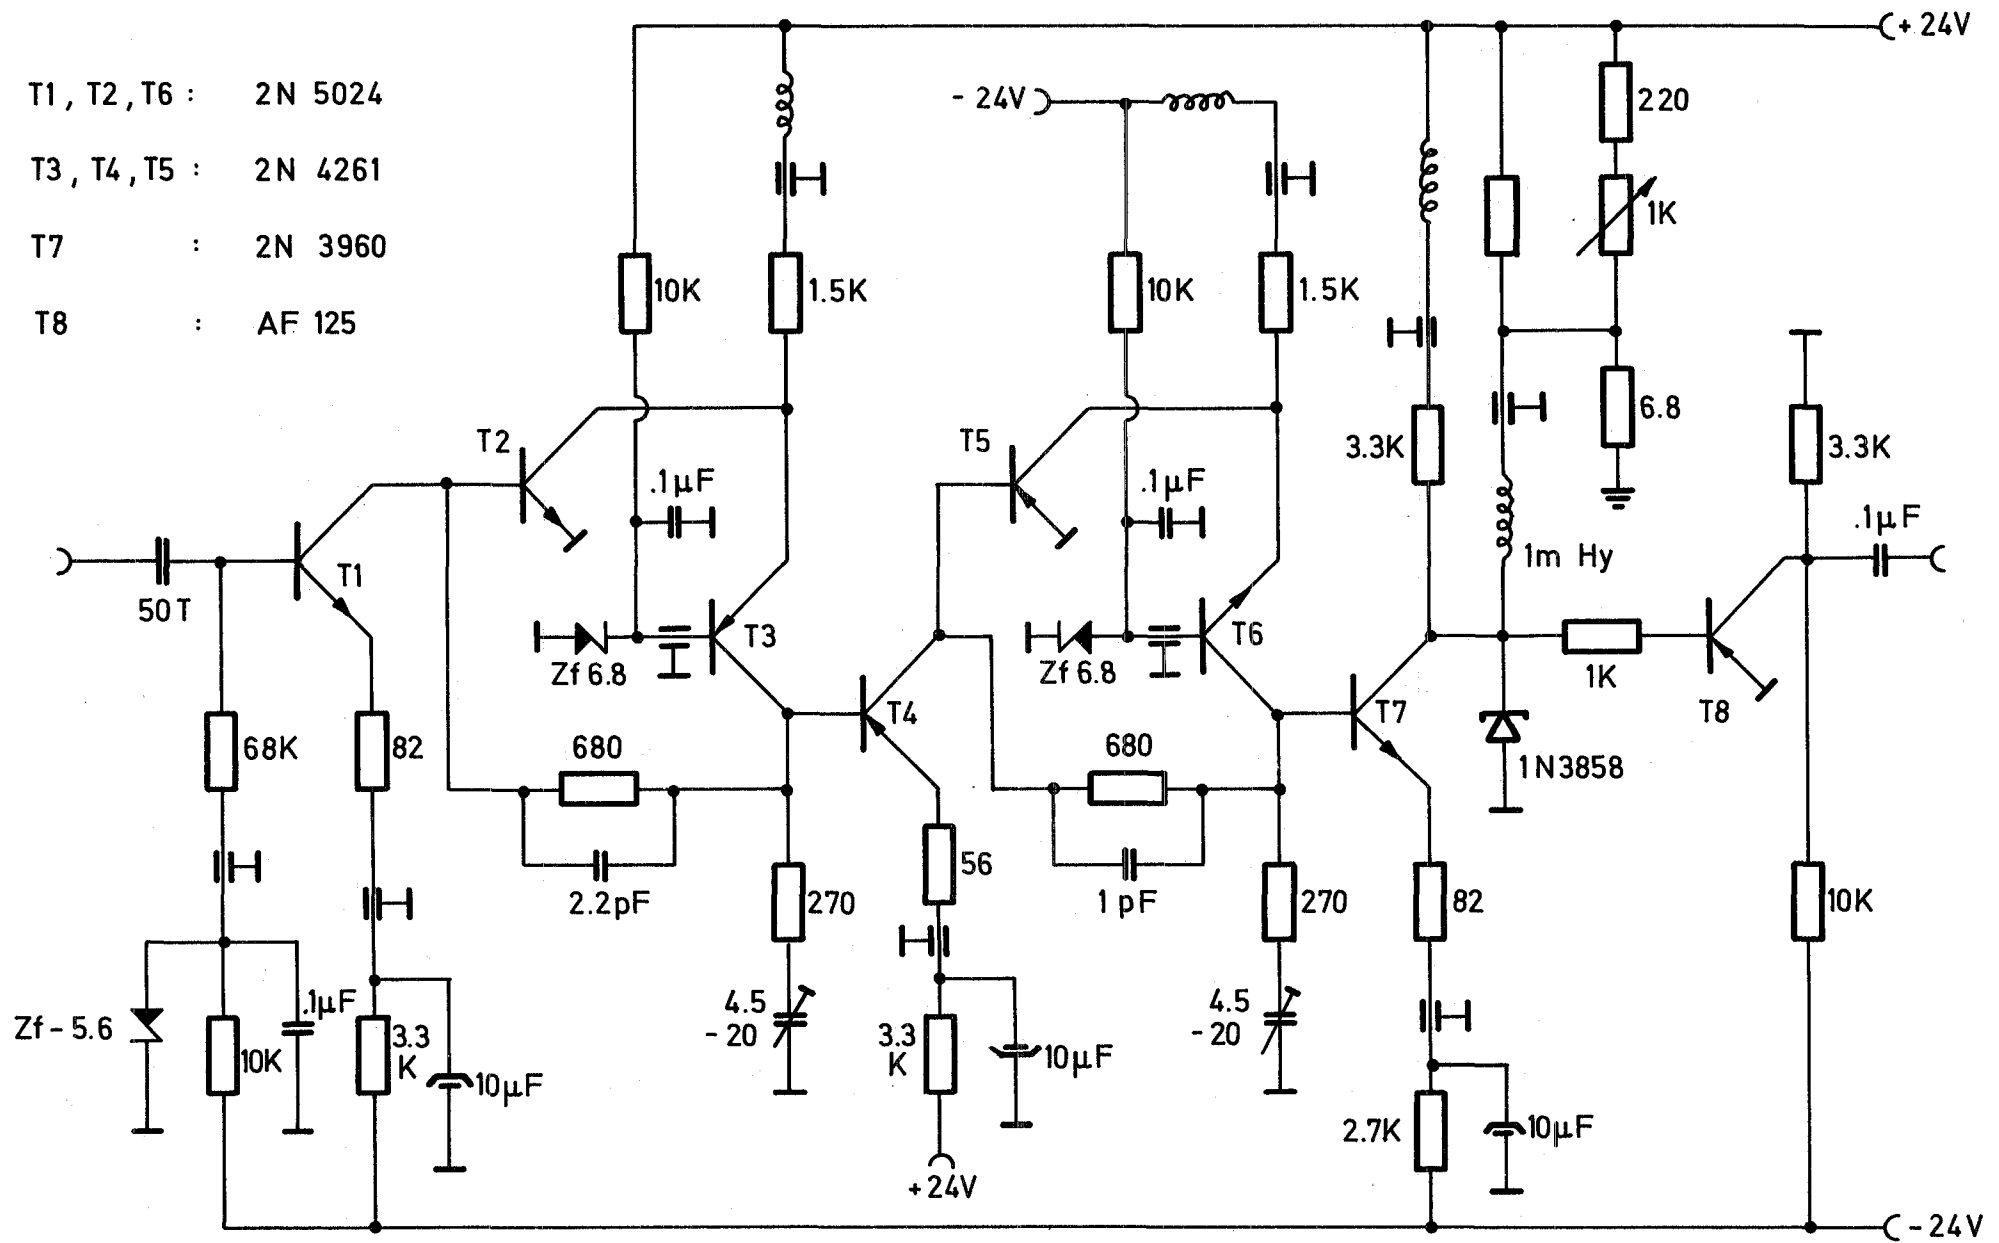 + 24V
T1, T2, T6 : 2N 5024
T3, T4, T5 : 2N 4261
T7 : 2N 3960
T8 : AF 125
- 24V
220
1K
10K
1.5K
10K
1.5K
6.8
3.3K
3.3K
T2
T5
.1µF
.1µF
.1µF
1m Hy
T1
50T
T3
Zf 6.8
T6
Zf 6.8
1K
T4
T7
T8
68K
82
680
680
1N3858
56
2.2pF
270
1pF
270
82
10K
Zf-5.6
.1µF
10K
3.3
K
10µF
4.5
-20
3.3
K
10µF
4.5
-20
2.7K
10µF
+24V
-24V